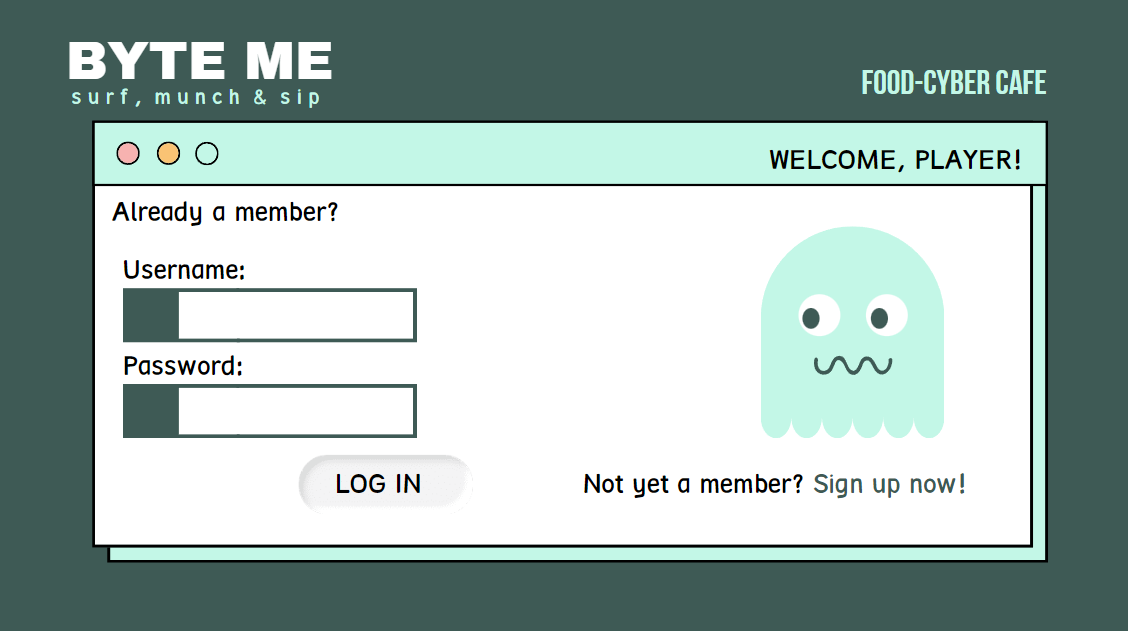 BYTE ME
surf, munch & sip
FOOD-CYBER CAFE
WELCOME, PLAYER!
Already a member?
Username:
Password:
LOG IN
Not yet a member? Sign up now!